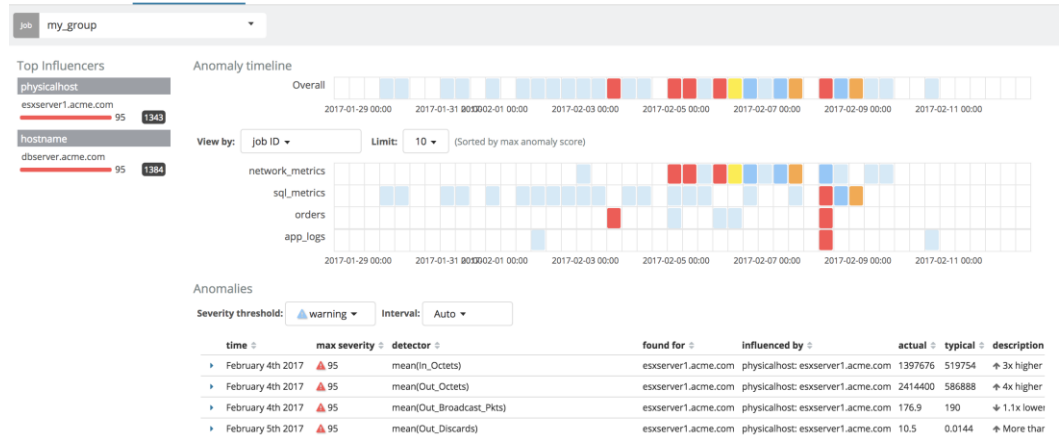 Job my_group
Top Influencers
physicalhost
esxserver1.acme.com
95 1343
hostname
dbserver.acme.com
95 1384
Anomaly timeline
Overall
2017-01-29 00:00 2017-01-31 02-01 00:00 2017-02-03 00:00 2017-02-05 00:00 2017-02-07 00:00 2017-02-09 00:00 2017-02-11 00:00
View by: job ID Limit: 10 (Sorted by max anomaly score)
network_metrics
sql_metrics
orders
app_logs
2017-01-29 00:00 2017-01-31 02-01 00:00 2017-02-03 00:00 2017-02-05 00:00 2017-02-07 00:00 2017-02-09 00:00 2017-02-11 00:00
Anomalies
Severity threshold: warning Interval: Auto
time max severity detector found for influenced by actual typical description
February 4th 2017 95 mean(In_Octets) esxserver1.acme.com physicalhost: esxserver1.acme.com 1397676 519754 3x higher
February 4th 2017 95 mean(Out_Octets) esxserver1.acme.com physicalhost: esxserver1.acme.com 2414400 586888 4x higher
February 4th 2017 95 mean(Out_Broadcast_Pkts) esxserver1.acme.com physicalhost: esxserver1.acme.com 176.9 190 1.1x lower
February 5th 2017 95 mean(Out_Discards) esxserver1.acme.com physicalhost: esxserver1.acme.com 10.5 0.0144 More than